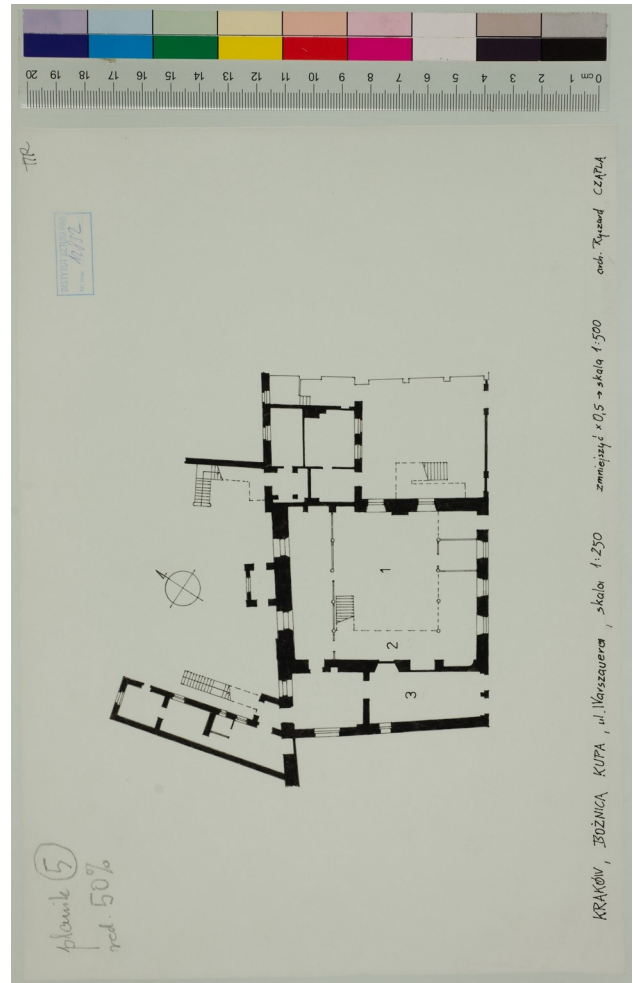 20 19 18 17 16 15 14 13 12 11 10 9 8 7 6 5 4 3 2 1 0 cm
KRAKÓW, BOŻNICA KUPA, ul. Warszauera, skala 1:250 zmniejszyć × 0,5 → skala 1:500 arch. Ryszard CZAPLA
1
2
3
planik 5
red. 50%